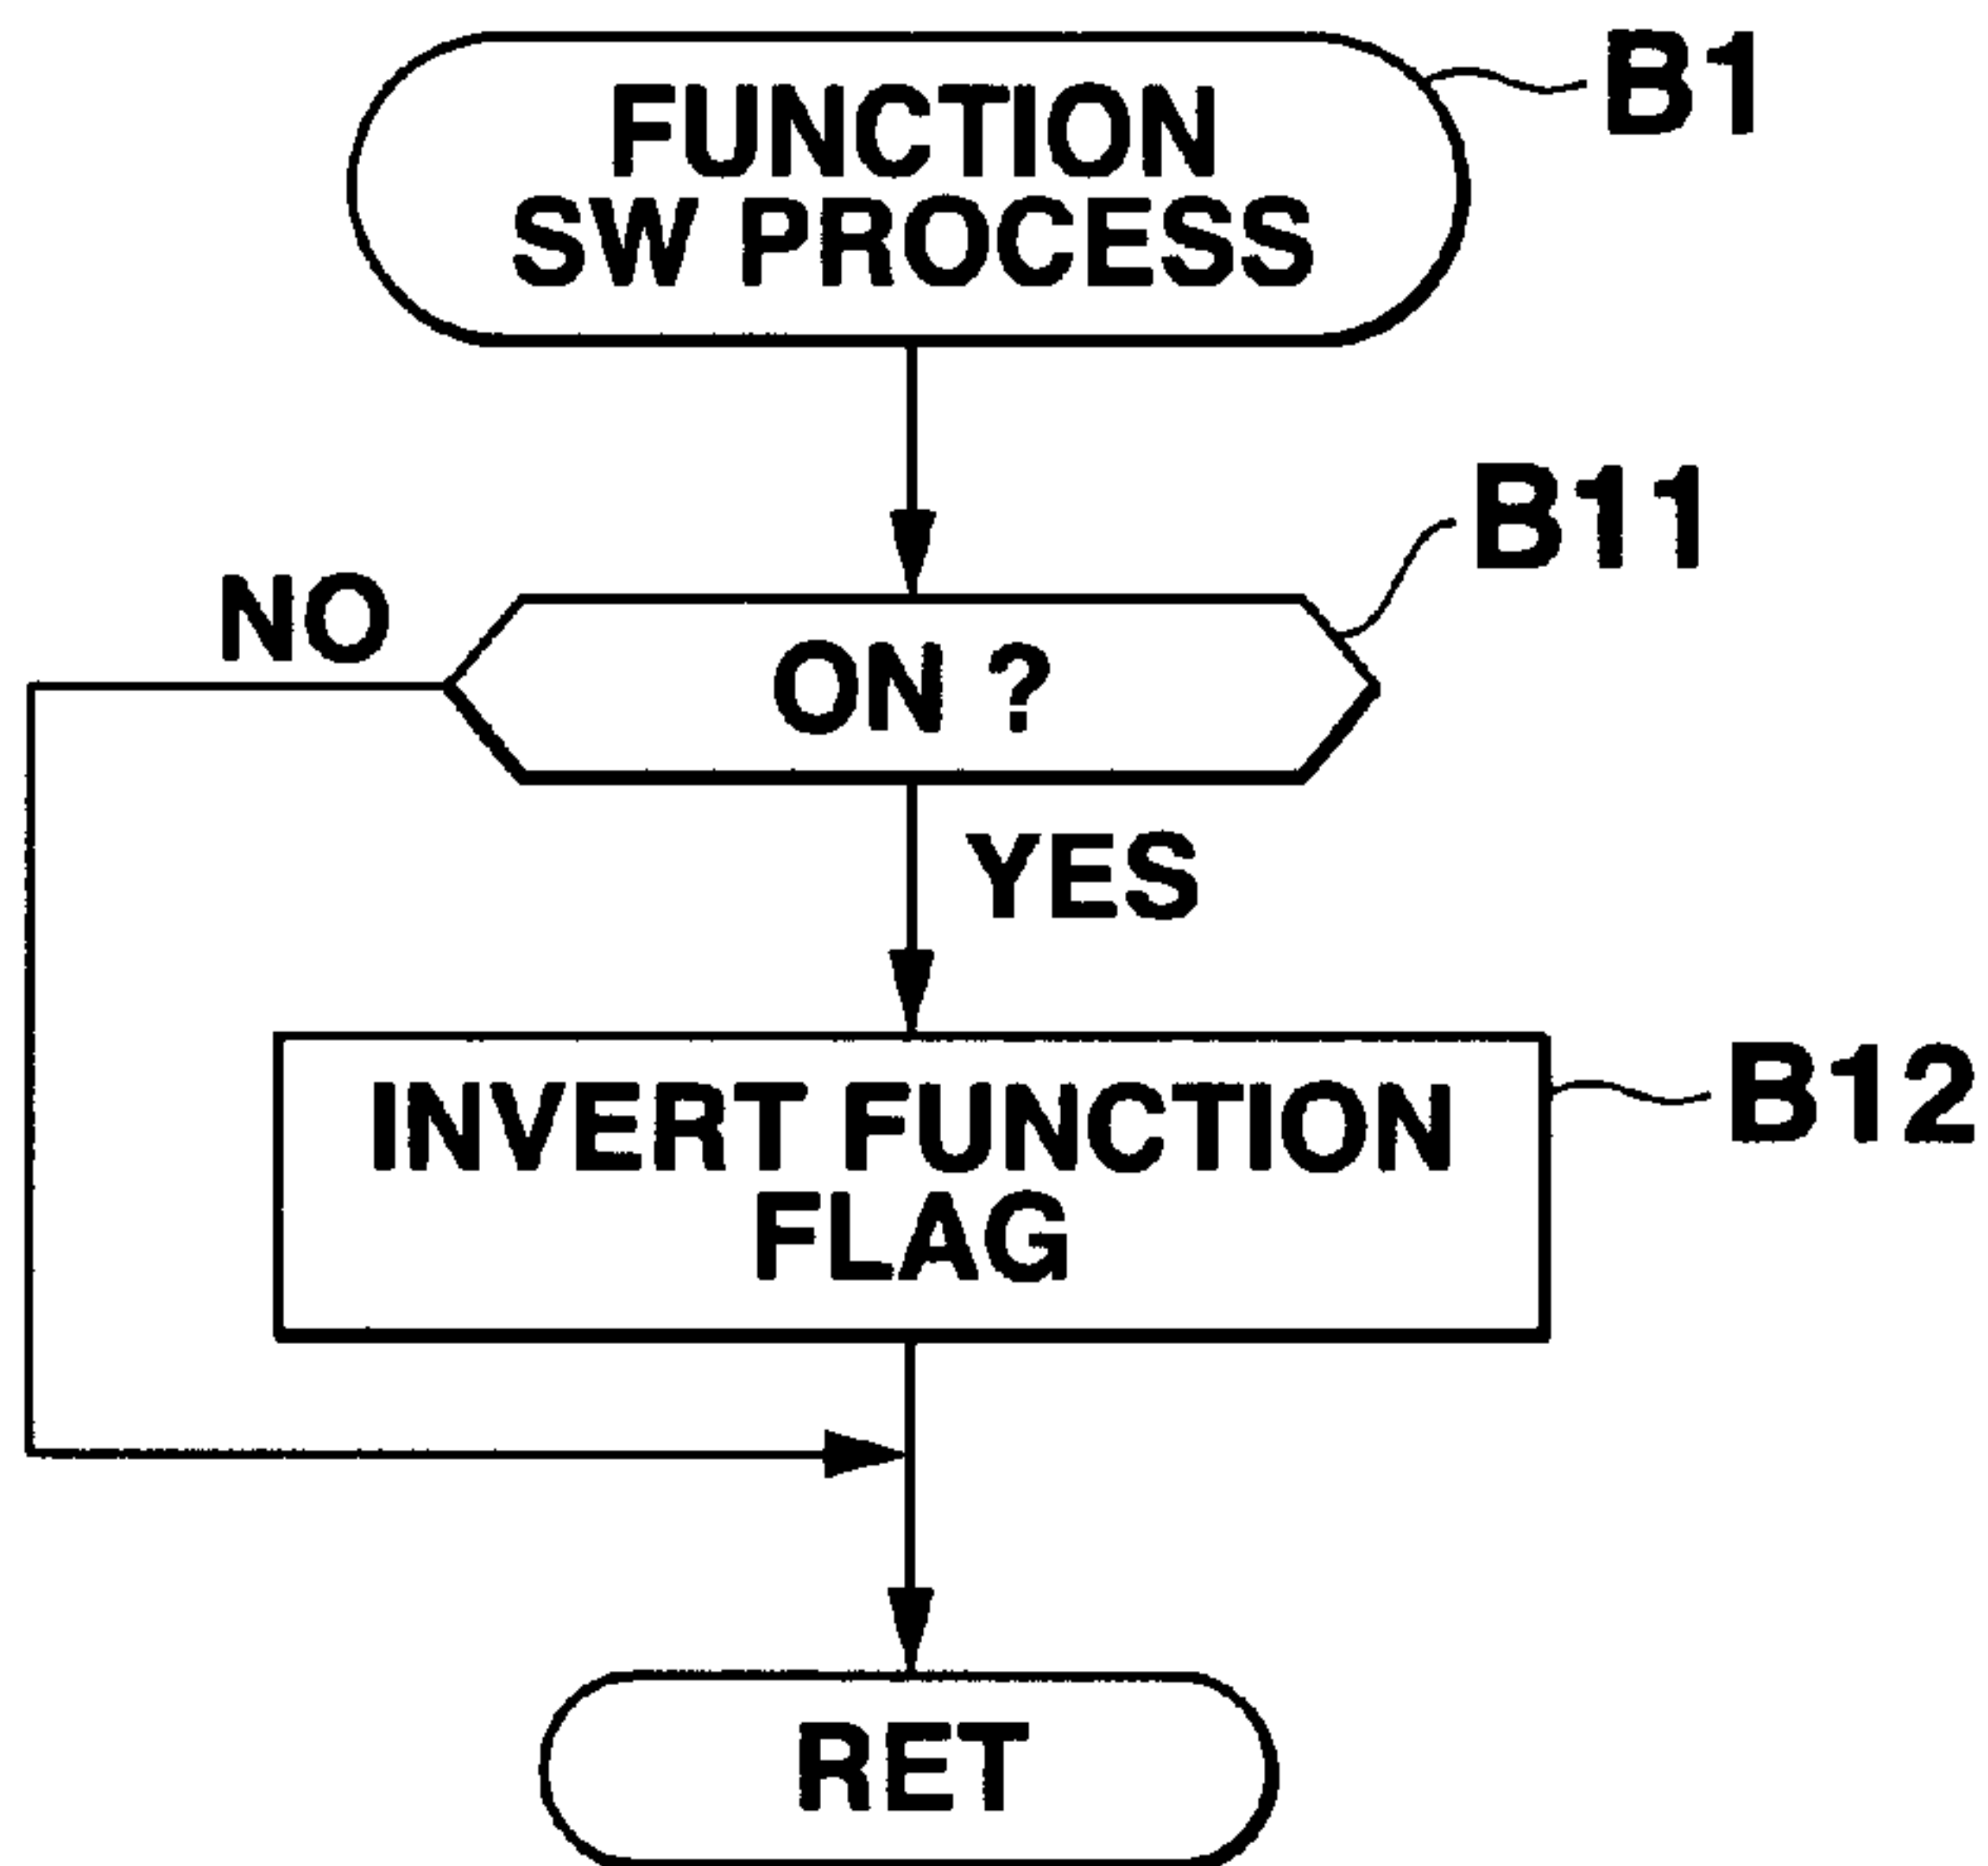 FUNCTION
SW PROCESS
B1
B11
NO
ON ?
YES
INVERT FUNCTION
FLAG
B12
RET